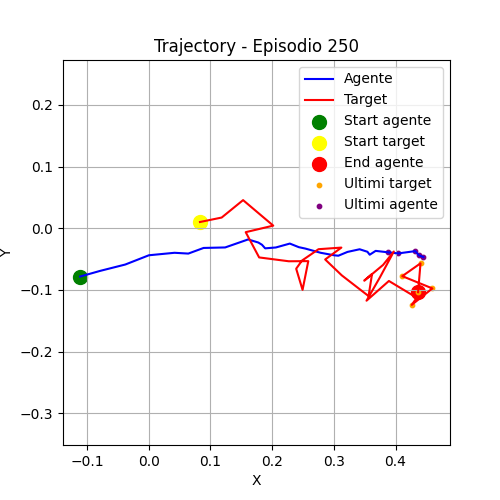 Trajectory - Episodio 250
Agente
Target
Start agente
Start target
End agente
Ultimi target
Ultimi agente
0.2
0.1
0.0
−0.1
−0.2
−0.3
Y
−0.1
0.0
0.1
0.2
0.3
0.4
X